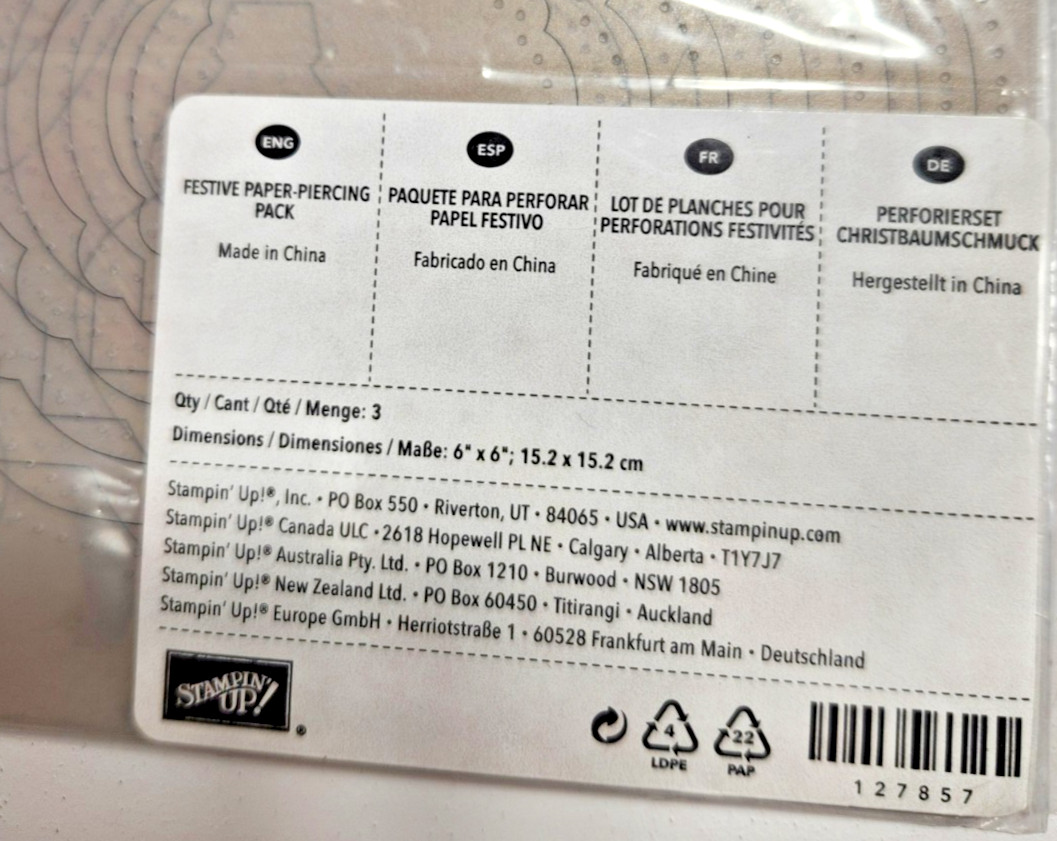 ENG
FESTIVE PAPER-PIERCING
PACK
Made in China
ESP
PAQUETE PARA PERFORAR
PAPEL FESTIVO
Fabricado en China
FR
LOT DE PLANCHES POUR
PERFORATIONS FESTIVITÉS
Fabriqué en Chine
DE
PERFORIERSET
CHRISTBAUMSCHMUCK
Hergestellt in China
Qty / Cant / Qté / Menge: 3
Dimensions / Dimensiones / Maße: 6" x 6"; 15.2 x 15.2 cm
Stampin' Up!®, Inc. • PO Box 550 • Riverton, UT • 84065 • USA • www.stampinup.com
Stampin' Up!® Canada ULC • 2618 Hopewell PL NE • Calgary • Alberta • T1Y7J7
Stampin' Up!® Australia Pty. Ltd. • PO Box 1210 • Burwood • NSW 1805
Stampin' Up!® New Zealand Ltd. • PO Box 60450 • Titirangi • Auckland
Stampin' Up!® Europe GmbH • Herriotstraße 1 • 60528 Frankfurt am Main • Deutschland
STAMPIN'
UP!
®
4
LDPE
22
PAP
127857